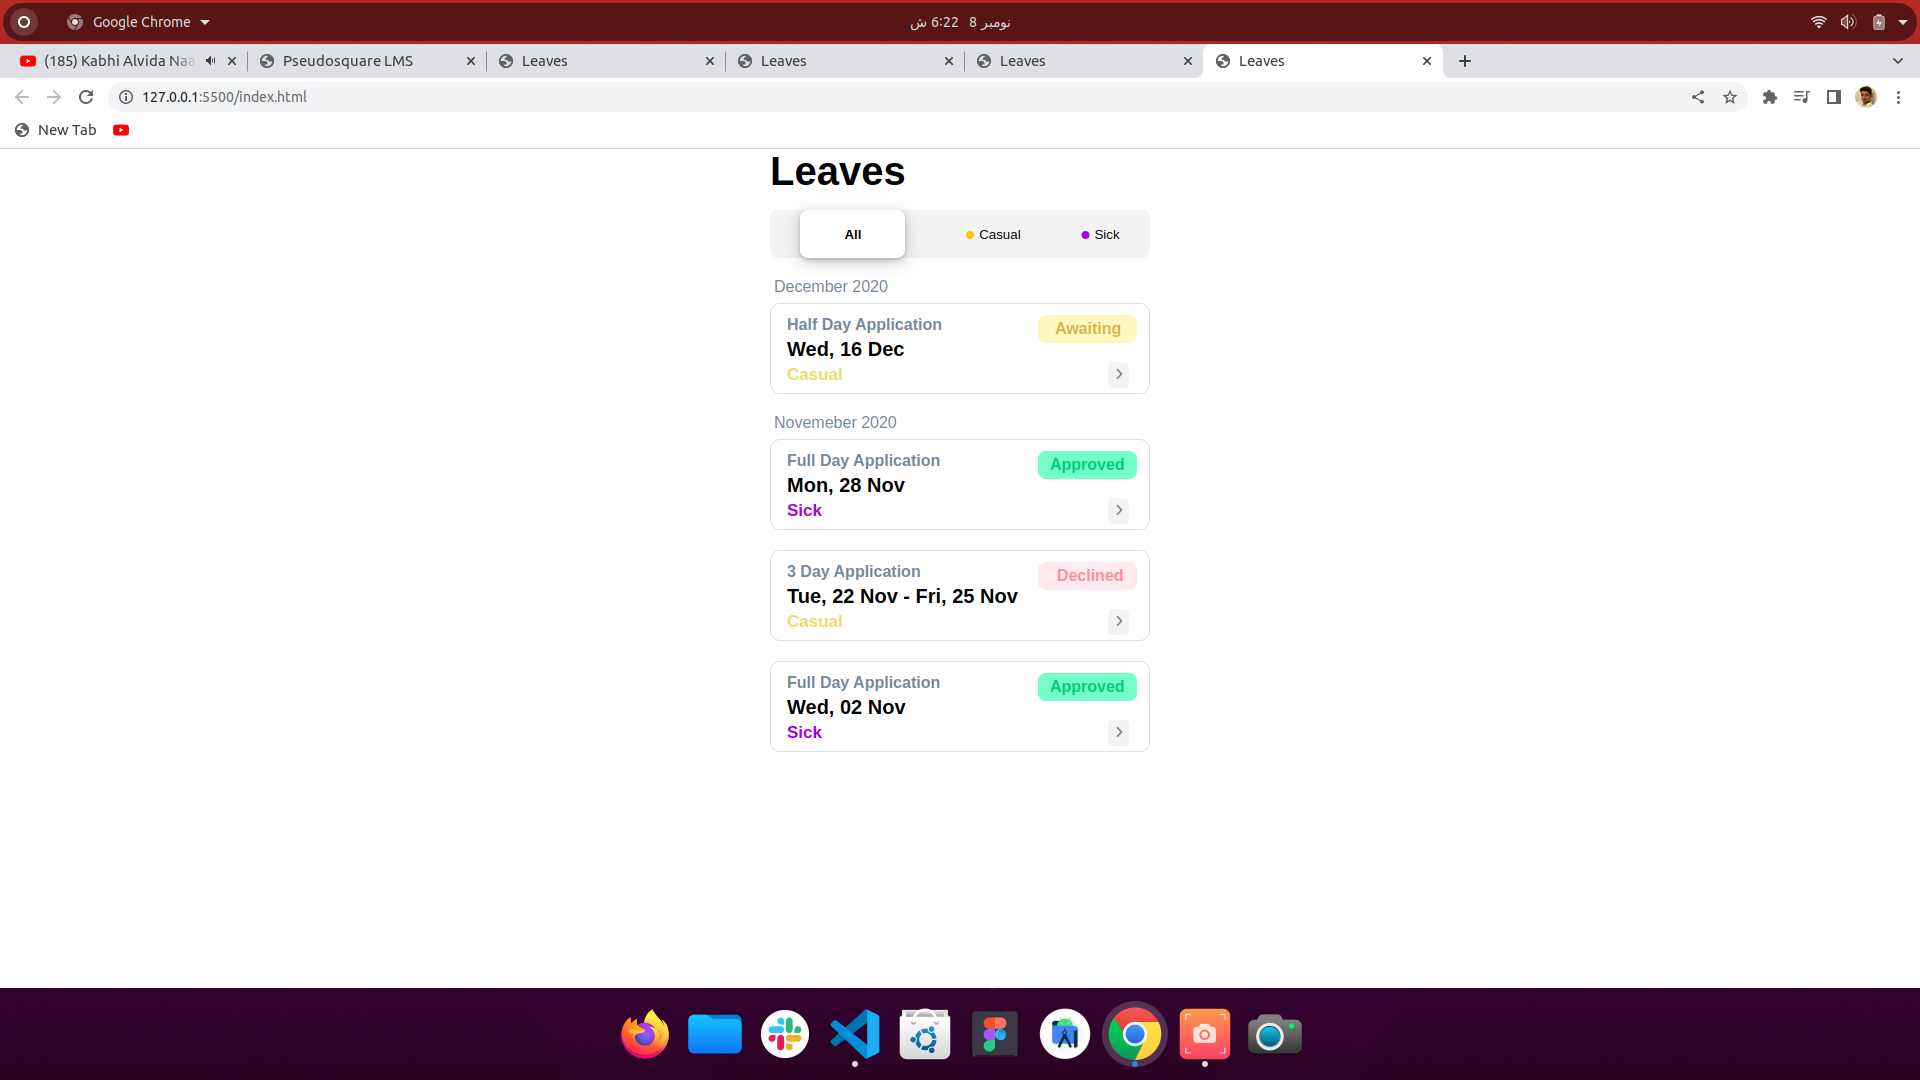 Google Chrome
نومبر 8 6:22 ش
(185) Kabhi Alvida Naa
Pseudosquare LMS
Leaves
Leaves
Leaves
Leaves
127.0.0.1:5500/index.html
New Tab
Leaves
All
Casual
Sick
December 2020
Half Day Application
Awaiting
Wed, 16 Dec
Casual
Novemeber 2020
Full Day Application
Approved
Mon, 28 Nov
Sick
3 Day Application
Declined
Tue, 22 Nov - Fri, 25 Nov
Casual
Full Day Application
Approved
Wed, 02 Nov
Sick